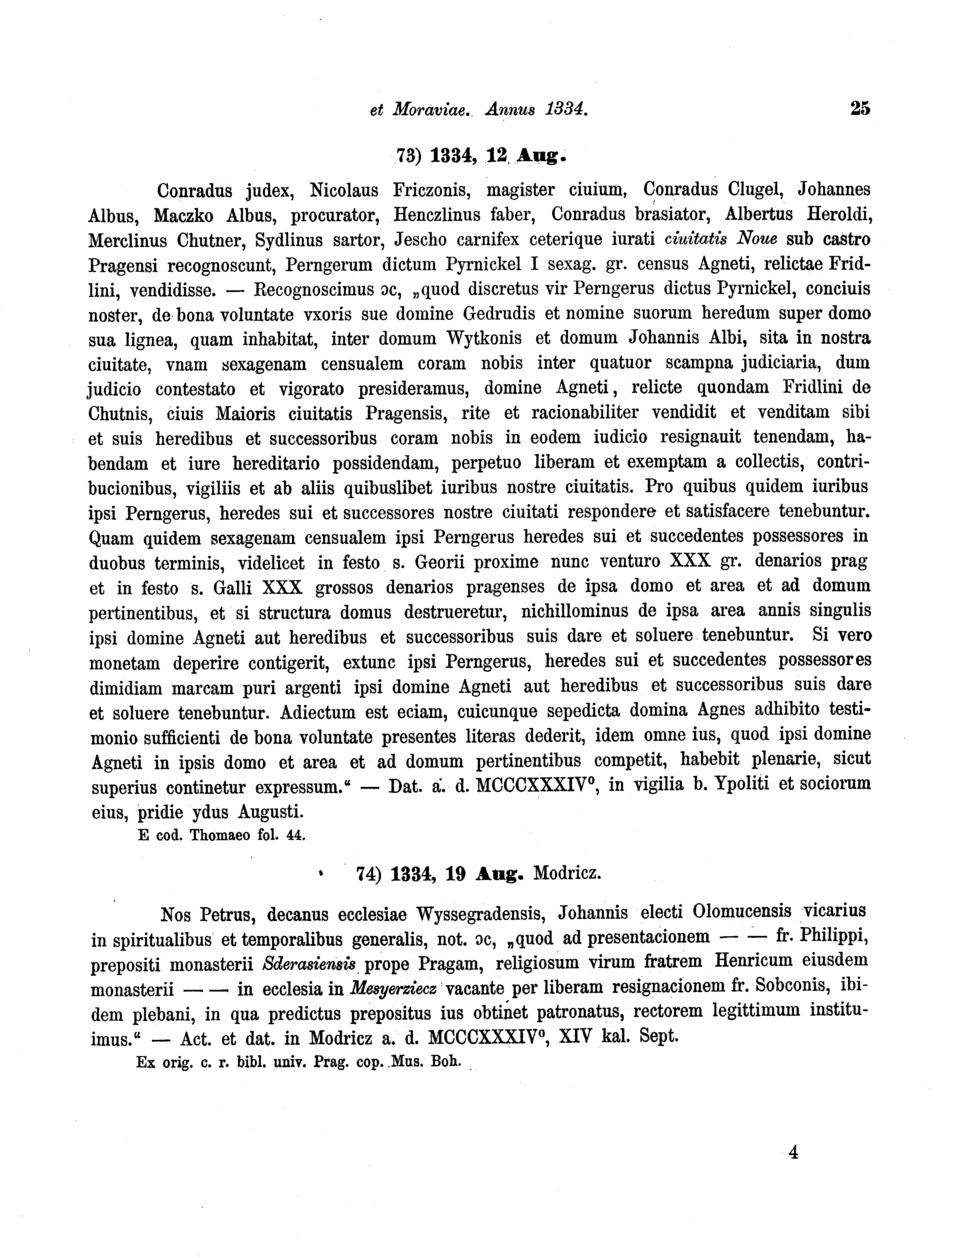 et Moraviae. Annus 1334. 25
73) 1334, 12 Aug.
Conradus judex, Nicolaus Friczonis, magister ciuium, Conradus Clugel, Johannes
Albus, Maczko Albus, procurator, Henczlinus faber, Conradus brasiator, Albertus Heroldi,
Merclinus Chutner, Sydlinus sartor, Jescho carnifex ceterique iurati ciuitatis Noue sub castro
Pragensi recognoscunt, Perngerum dictum Pyrnickel I sexag. gr. census Agneti, relictae Frid-
lini, vendidisse. — Recognoscimus ɔc, „quod discretus vir Perngerus dictus Pyrnickel, conciuis
noster, de bona voluntate vxoris sue domine Gedrudis et nomine suorum heredum super domo
sua lignea, quam inhabitat, inter domum Wytkonis et domum Johannis Albi, sita in nostra
ciuitate, vnam sexagenam censualem coram nobis inter quatuor scampna judiciaria, dum
judicio contestato et vigorato presideramus, domine Agneti, relicte quondam Fridlini de
Chutnis, ciuis Maioris ciuitatis Pragensis, rite et racionabiliter vendidit et venditam sibi
et suis heredibus et successoribus coram nobis in eodem iudicio resignauit tenendam, ha-
bendam et iure hereditario possidendam, perpetuo liberam et exemptam a collectis, contri-
bucionibus, vigiliis et ab aliis quibuslibet iuribus nostre ciuitatis. Pro quibus quidem iuribus
ipsi Perngerus, heredes sui et successores nostre ciuitati respondere et satisfacere tenebuntur.
Quam quidem sexagenam censualem ipsi Perngerus heredes sui et succedentes possessores in
duobus terminis, videlicet in festo s. Georii proxime nunc venturo XXX gr. denarios prag
et in festo s. Galli XXX grossos denarios pragenses de ipsa domo et area et ad domum
pertinentibus, et si structura domus destrueretur, nichillominus de ipsa area annis singulis
ipsi domine Agneti aut heredibus et successoribus suis dare et soluere tenebuntur. Si vero
monetam deperire contigerit, extunc ipsi Perngerus, heredes sui et succedentes possessores
dimidiam marcam puri argenti ipsi domine Agneti aut heredibus et successoribus suis dare
et soluere tenebuntur. Adiectum est eciam, cuicunque sepedicta domina Agnes adhibito testi-
monio sufficienti de bona voluntate presentes literas dederit, idem omne ius, quod ipsi domine
Agneti in ipsis domo et area et ad domum pertinentibus competit, habebit plenarie, sicut
superius continetur expressum.“ — Dat. a. d. MCCCXXXIV⁰, in vigilia b. Ypoliti et sociorum
eius, pridie ydus Augusti.
E cod. Thomaeo fol. 44.
74) 1334, 19 Aug. Modricz.
Nos Petrus, decanus ecclesiae Wyssegradensis, Johannis electi Olomucensis vicarius
in spiritualibus et temporalibus generalis, not. ɔc, „quod ad presentacionem — — fr. Philippi,
prepositi monasterii Sderasiensis prope Pragam, religiosum virum fratrem Henricum eiusdem
monasterii — — in ecclesia in Mesyerziecz vacante per liberam resignacionem fr. Sobconis, ibi-
dem plebani, in qua predictus prepositus ius obtinet patronatus, rectorem legittimum institu-
imus.“ — Act. et dat. in Modricz a. d. MCCCXXXIV⁰, XIV kal. Sept.
Ex orig. c. r. bibl. univ. Prag. cop. Mus. Boh.
4